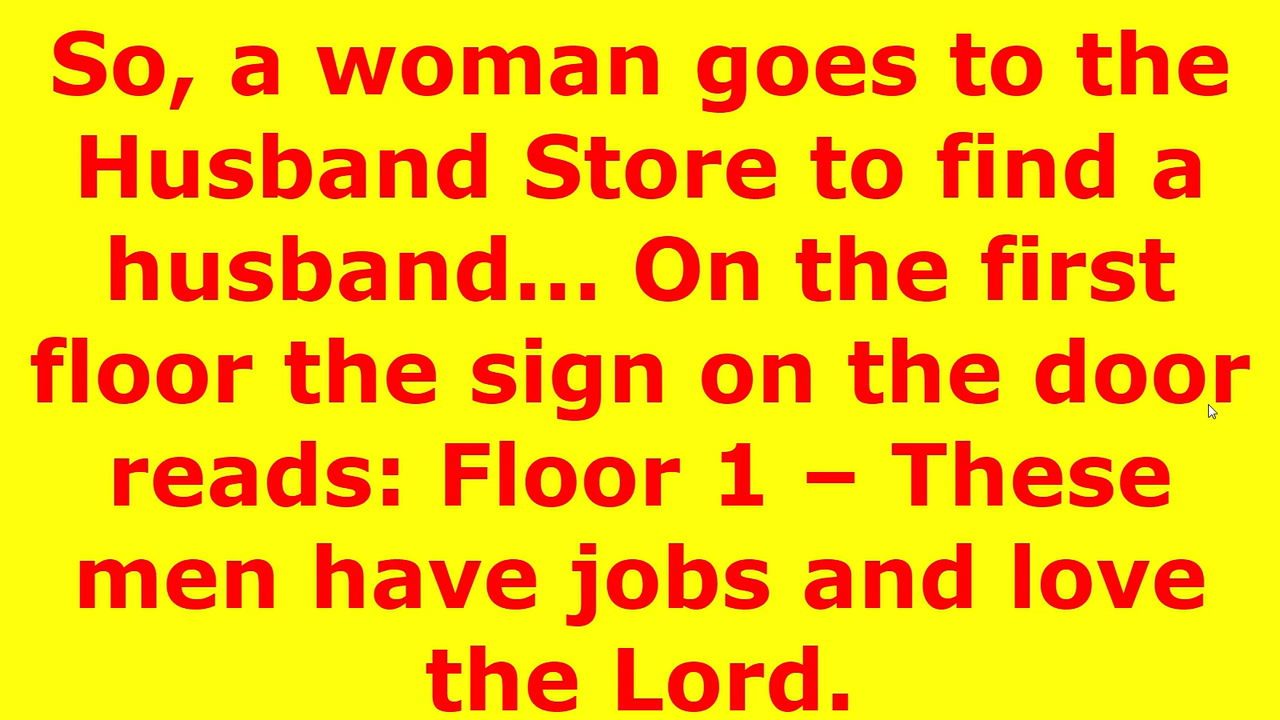 So, a woman goes to the
Husband Store to find a
husband... On the first
floor the sign on the door
reads: Floor 1 – These
men have jobs and love
the Lord.